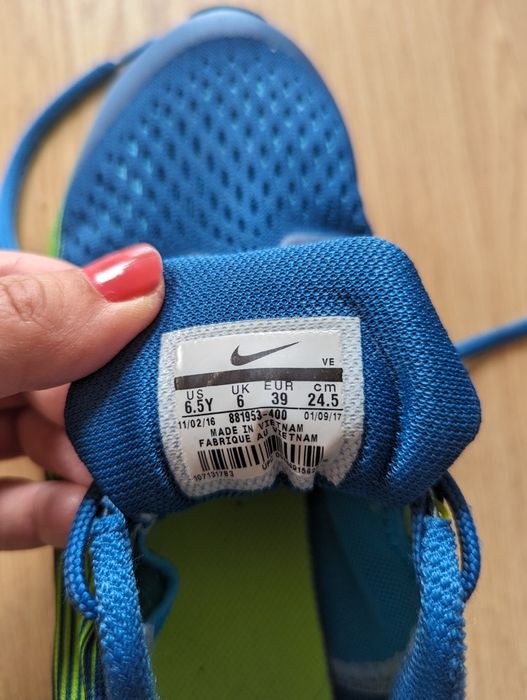 VE
US UK EUR cm
6.5Y 6 39 24.5
11/02/16 881953-400 01/09/17
MADE IN VIETNAM
FABRIQUE AU VIETNAM
107131783